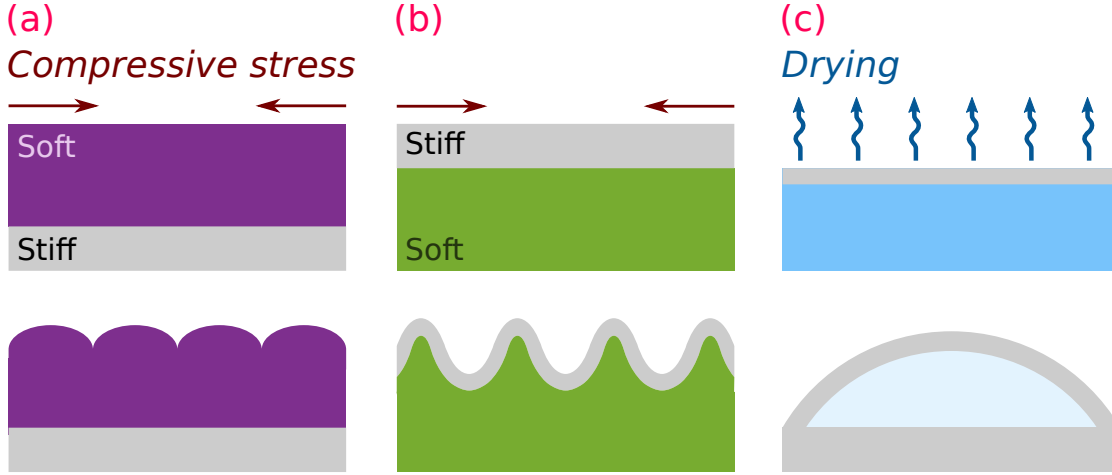 (a)
Compressive stress
Soft
Stiff
(b)
Stiff
Soft
(c)
Drying